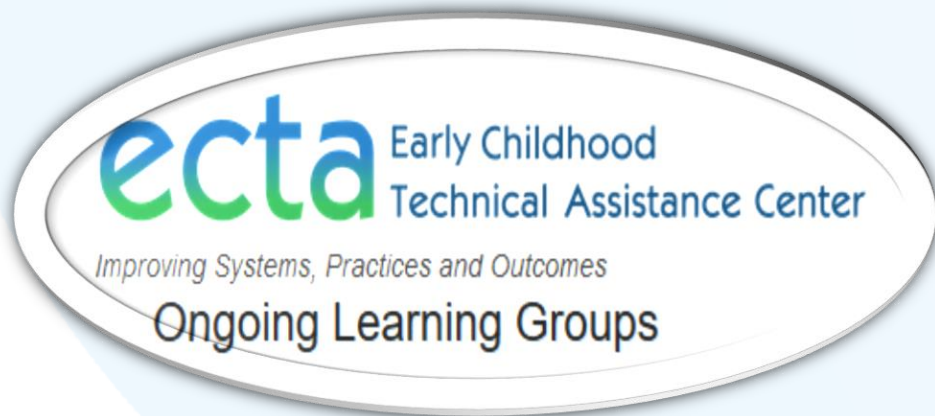 ecta Early Childhood
Technical Assistance Center
Improving Systems, Practices and Outcomes
Ongoing Learning Groups